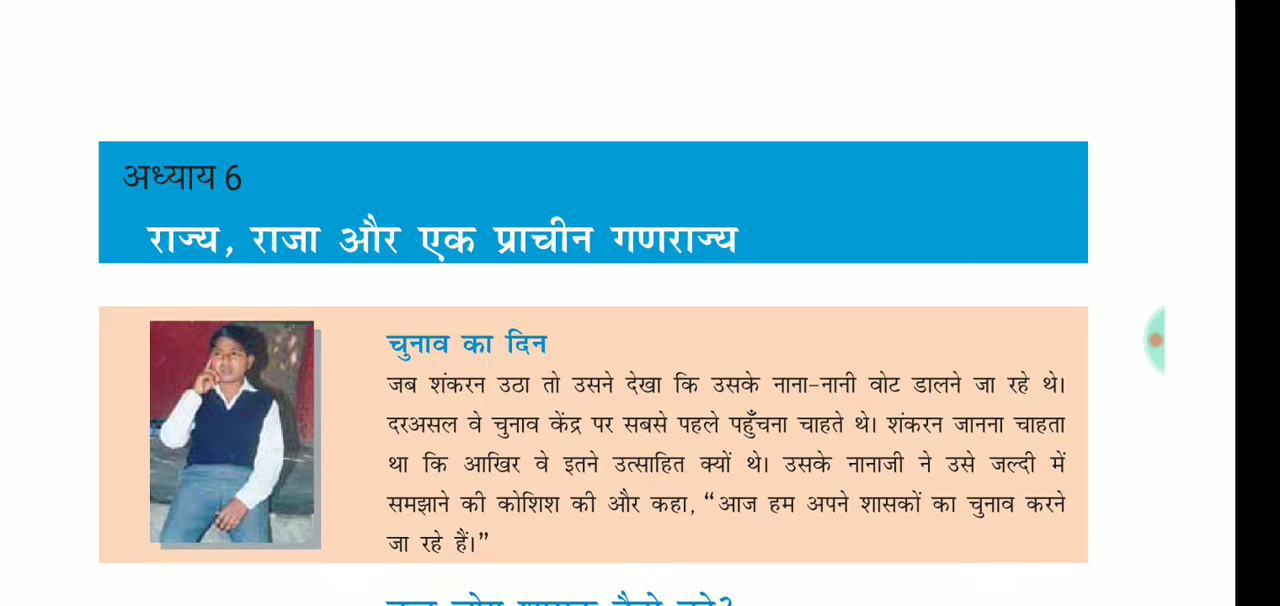 अध्याय 6
राज्य, राजा और एक प्राचीन गणराज्य
चुनाव का दिन
जब शंकरन उठा तो उसने देखा कि उसके नाना-नानी वोट डालने जा रहे थे।
दरअसल वे चुनाव केंद्र पर सबसे पहले पहुँचना चाहते थे। शंकरन जानना चाहता
था कि आखिर वे इतने उत्साहित क्यों थे। उसके नानाजी ने उसे जल्दी में
समझाने की कोशिश की और कहा, “आज हम अपने शासकों का चुनाव करने
जा रहे हैं।”